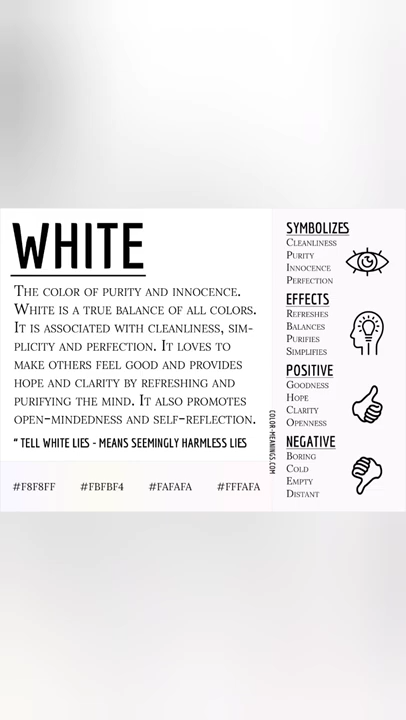 WHITE
The color of purity and innocence.
White is a true balance of all colors.
It is associated with cleanliness, sim-
plicity and perfection. It loves to
make others feel good and provides
hope and clarity by refreshing and
purifying the mind. It also promotes
open-mindedness and self-reflection.
" TELL WHITE LIES - MEANS SEEMINGLY HARMLESS LIES
#F8F8FF #FBFBF4 #FAFAFA #FFFAFA
COLOR-MEANINGS.COM
SYMBOLIZES
Cleanliness
Purity
Innocence
Perfection
EFFECTS
Refreshes
Balances
Purifies
Simplifies
POSITIVE
Goodness
Hope
Clarity
Openness
NEGATIVE
Boring
Cold
Empty
Distant